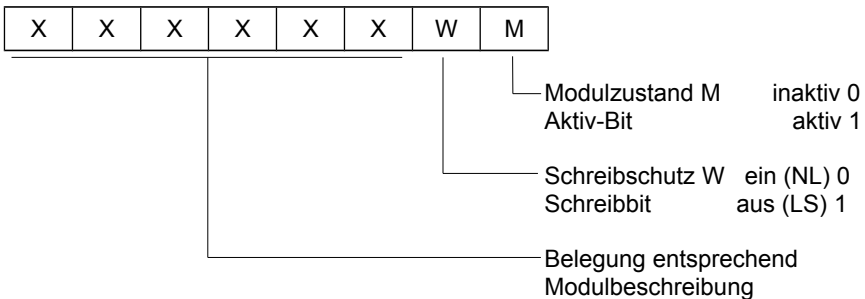 X X X X X X W M
Modulzustand M inaktiv 0
Aktiv-Bit aktiv 1
Schreibschutz W ein (NL) 0
Schreibbit aus (LS) 1
Belegung entsprechend
Modulbeschreibung